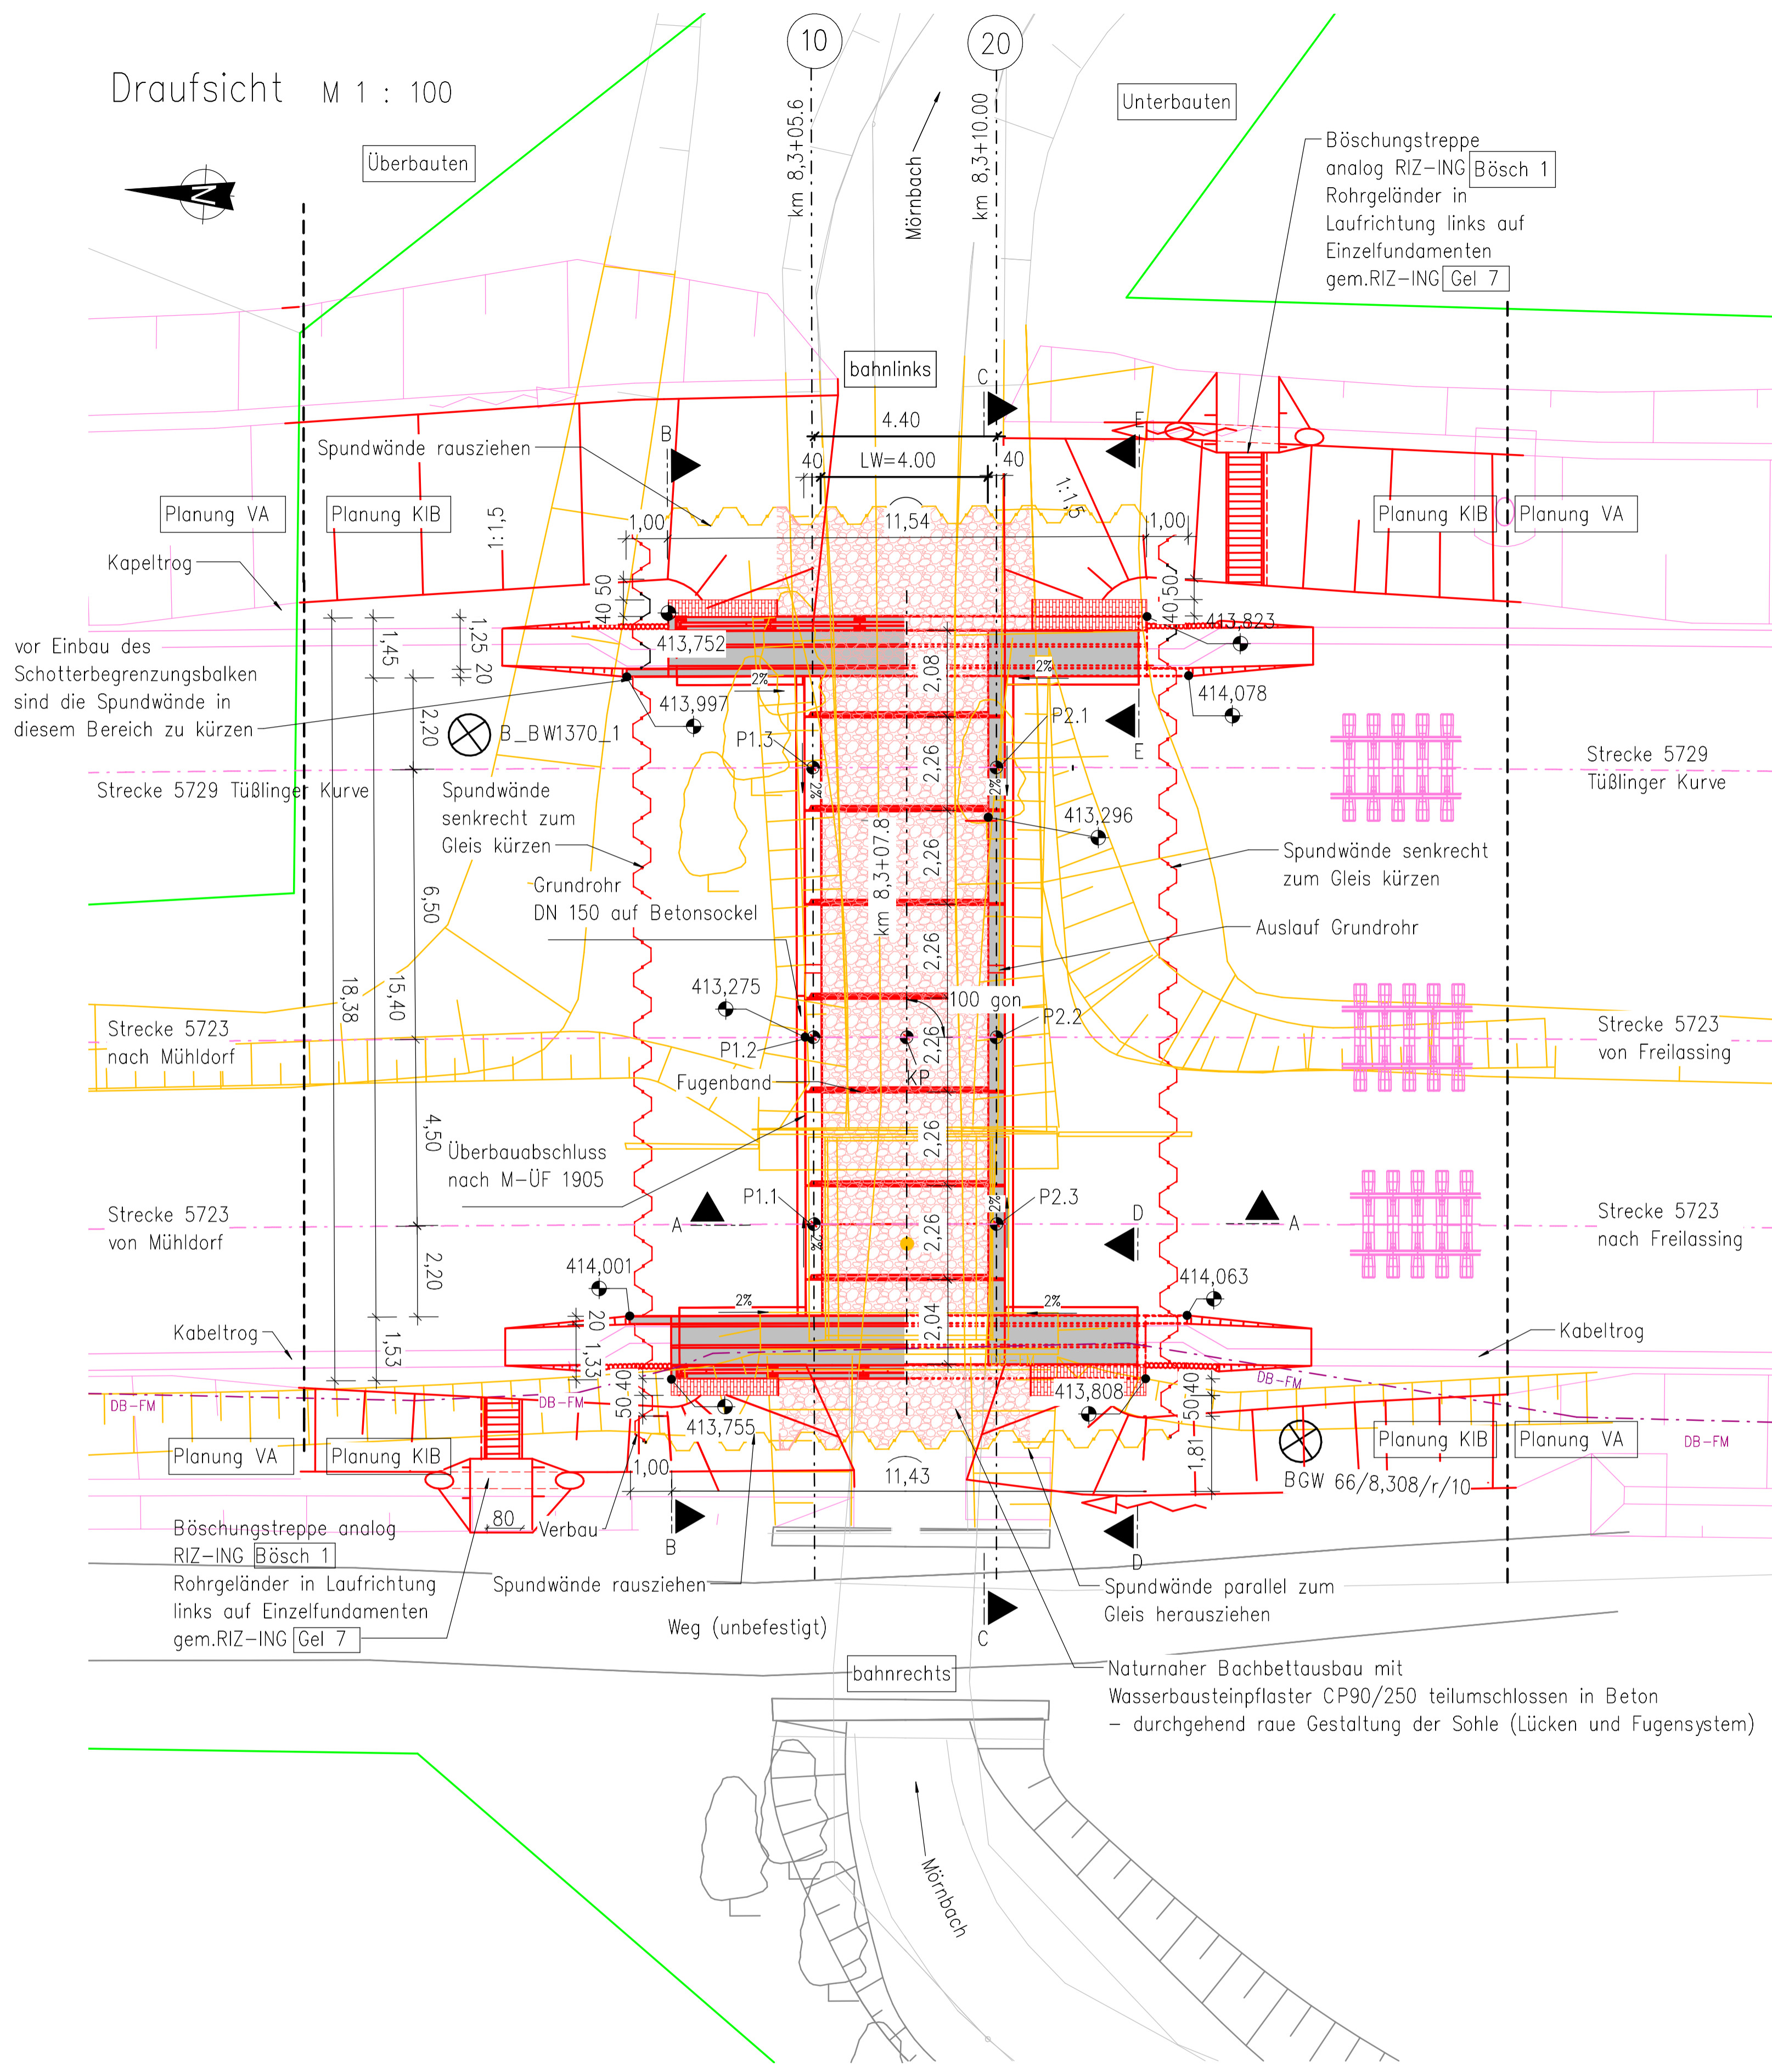 10
20
Draufsicht M 1 : 100
Überbauten
Unterbauten
N
km 8,3+05.6
km 8,3+10.00
Mörnbach
Böschungstreppe
analog RIZ-ING Bösch 1
Rohrgeländer in
Laufrichtung links auf
Einzelfundamenten
gem.RIZ-ING Gel 7
bahnlinks
C
4.40
40
LW=4.00
40
B
E
Spundwände rausziehen
1:1,5
1:1,5
Planung VA
Planung KIB
Planung KIB
Planung VA
1,00
11,54
1,00
Kapeltrog
40 50
40 50
413,752
413,823
1,25
20
1,45
vor Einbau des
Schotterbegrenzungsbalken
sind die Spundwände in
diesem Bereich zu kürzen
2,08
2%
2%
413,997
414,078
2,20
B_BW1370_1
P1.3
P2.1
E
Strecke 5729
Tüßlinger Kurve
Strecke 5729 Tüßlinger Kurve
2,26
2%
2%
Spundwände
senkrecht zum
Gleis kürzen
413,296
km 8,3+07.8
2,26
Spundwände senkrecht
zum Gleis kürzen
Grundrohr
DN 150 auf Betonsockel
6,50
2,26
Auslauf Grundrohr
18,38
15,40
413,275
100 gon
P2.2
Strecke 5723
nach Mühldorf
Strecke 5723
von Freilassing
P1.2
2,26
KP
Fugenband
4,50
2,26
Überbauabschluss
nach M-ÜF 1905
P1.1
P2.3
2%
2%
A
A
D
Strecke 5723
von Mühldorf
Strecke 5723
nach Freilassing
2,26
2,20
414,001
414,063
2%
2%
2,04
20
1,33
1,53
Kabeltrog
Kabeltrog
5040
5040
413,755
413,808
DB-FM
DB-FM
DB-FM
DB-FM
Planung VA
Planung KIB
Planung KIB
Planung VA
1,00
11,43
1,81
BGW 66/8,308/r/10
80
Verbau
B
D
Böschungstreppe analog
RIZ-ING Bösch 1
Rohrgeländer in Laufrichtung
links auf Einzelfundamenten
gem.RIZ-ING Gel 7
Spundwände rausziehen
Spundwände parallel zum
Gleis herausziehen
Weg (unbefestigt)
C
bahnrechts
Naturnaher Bachbettausbau mit
Wasserbausteinpflaster CP90/250 teilumschlossen in Beton
- durchgehend raue Gestaltung der Sohle (Lücken und Fugensystem)
Mörnbach